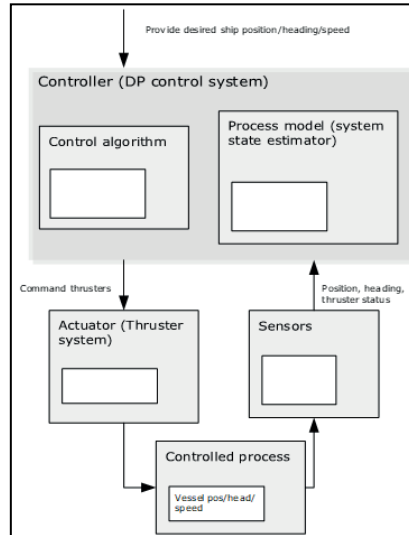 Provide desired ship position/heading/speed
Controller (DP control system)
Control algorithm
Process model (system
state estimator)
Command thrusters
Position, heading,
thruster status
Actuator (Thruster
system)
Sensors
Controlled process
Vessel pos/head/
speed